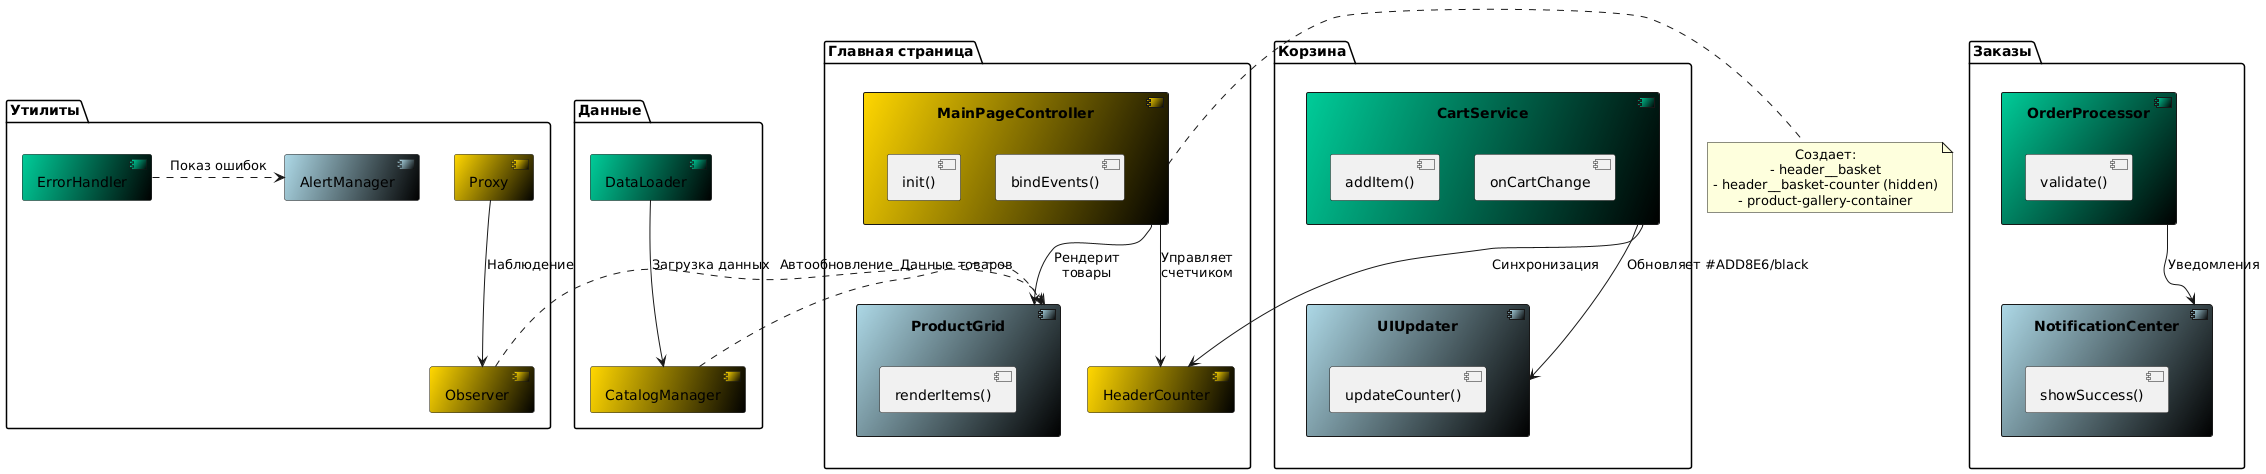 Утилиты
ErrorHandler
Показ ошибок
AlertManager
Proxy
Наблюдение
Observer
Данные
DataLoader
Загрузка данных
CatalogManager
Автообновление
Данные товаров
Главная страница
MainPageController
init()
bindEvents()
Рендерит
товары
Управляет
счетчиком
ProductGrid
renderItems()
HeaderCounter
Корзина
CartService
addItem()
onCartChange
Синхронизация
Обновляет #ADD8E6/black
UIUpdater
updateCounter()
Создает:
- header__basket
- header__basket-counter (hidden)
- product-gallery-container
Заказы
OrderProcessor
validate()
Уведомления
NotificationCenter
showSuccess()